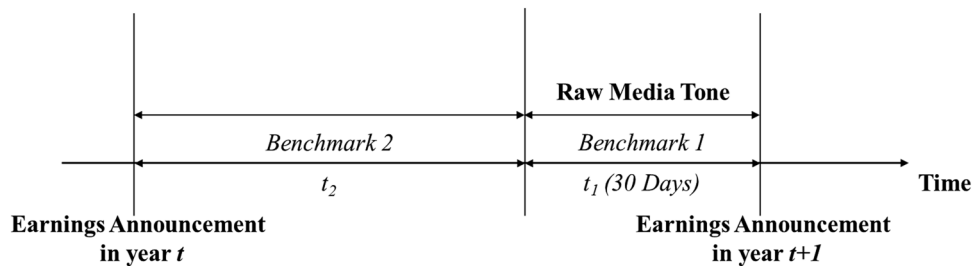 Raw Media Tone
Benchmark 2
Benchmark 1
t2
t1 (30 Days)
Time
Earnings Announcement
in year t
Earnings Announcement
in year t+1